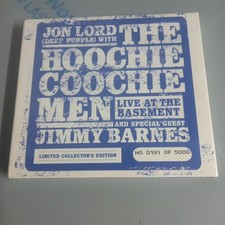 JON LORD
(DEEP PURPLE) WITH THE
HOOCHIE
COOCHIE
MEN LIVE AT THE
BASEMENT
AND SPECIAL GUEST
JIMMY BARNES
LIMITED COLLECTOR'S EDITION
NO. 0191 OF 5000